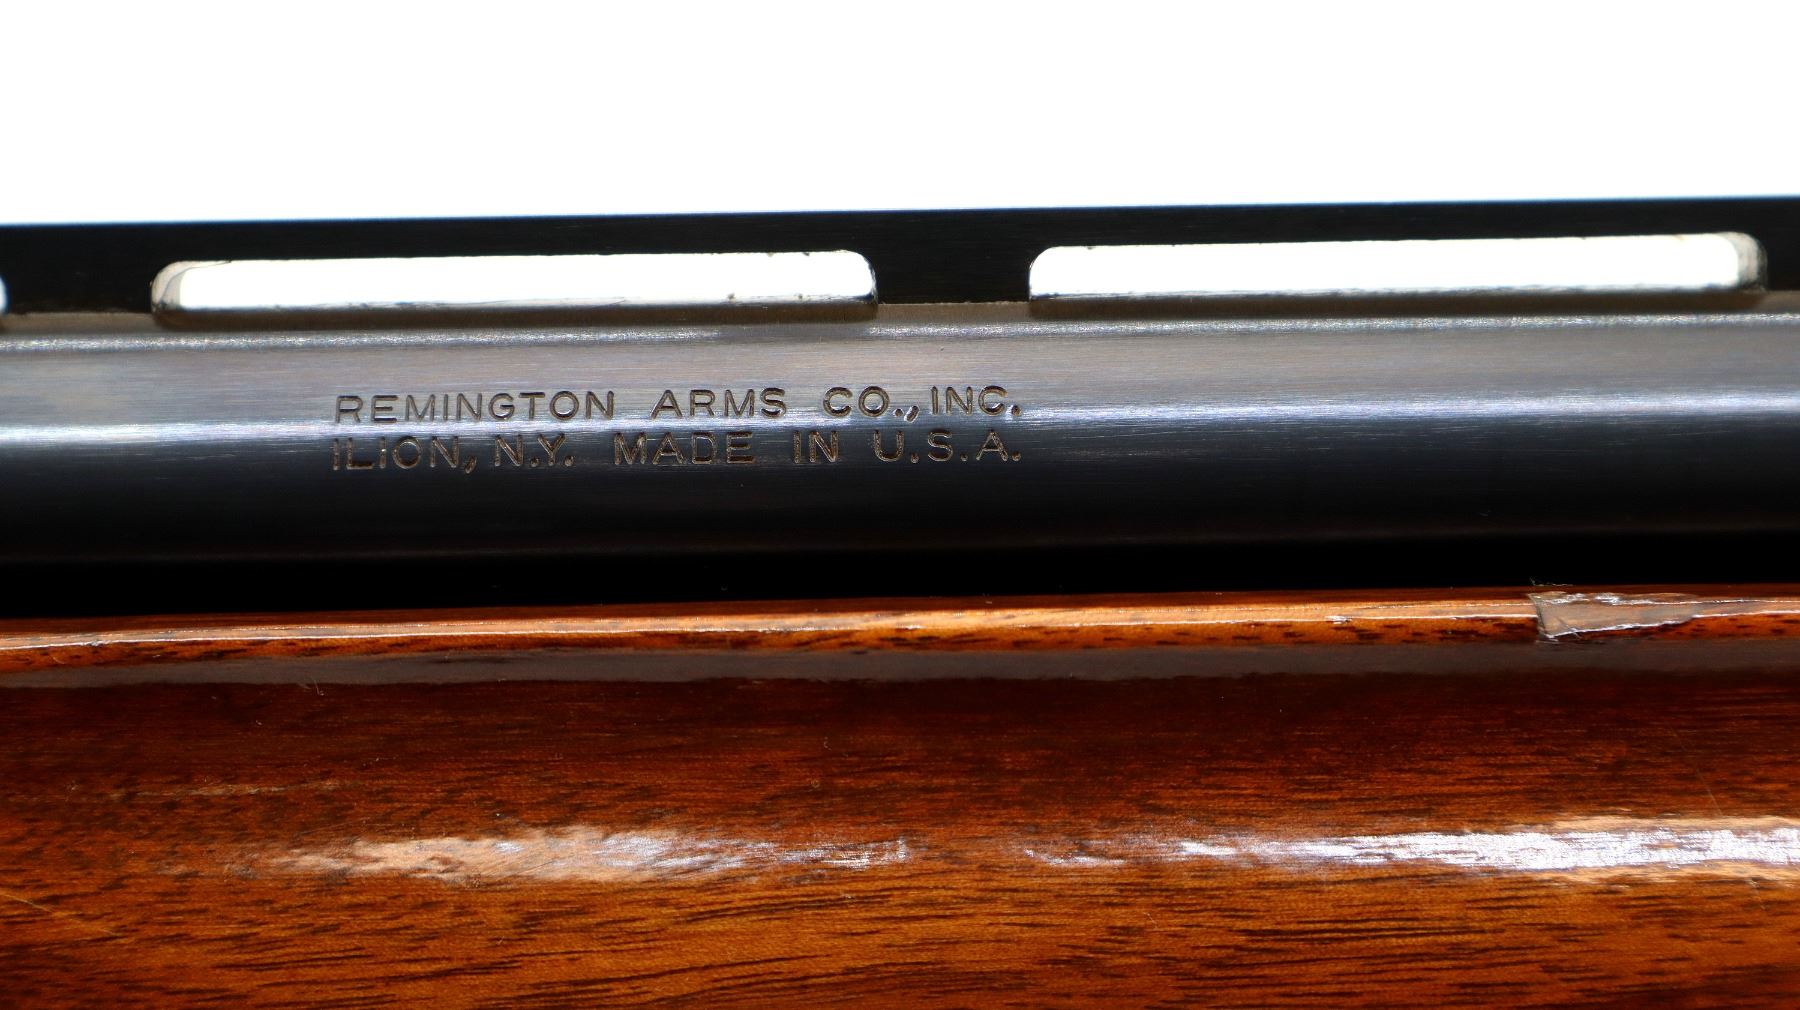 REMINGTON ARMS CO., INC.
ILION, N.Y. MADE IN U.S.A.